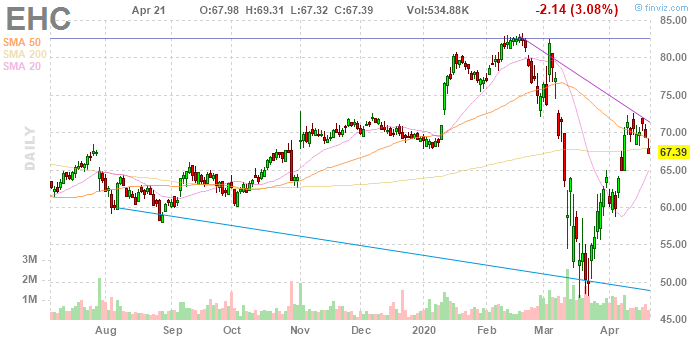 © finviz.com
EHC Apr 21 O:67.98 H:69.31 L:67.32 C:67.39 Vol:534.88K -2.14 (3.08%)
SMA 50
SMA 200
SMA 20
DAILY
85.00
80.00
75.00
70.00
67.39
65.00
60.00
55.00
50.00
45.00
3M
2M
1M
Aug Sep Oct Nov Dec 2020 Feb Mar Apr